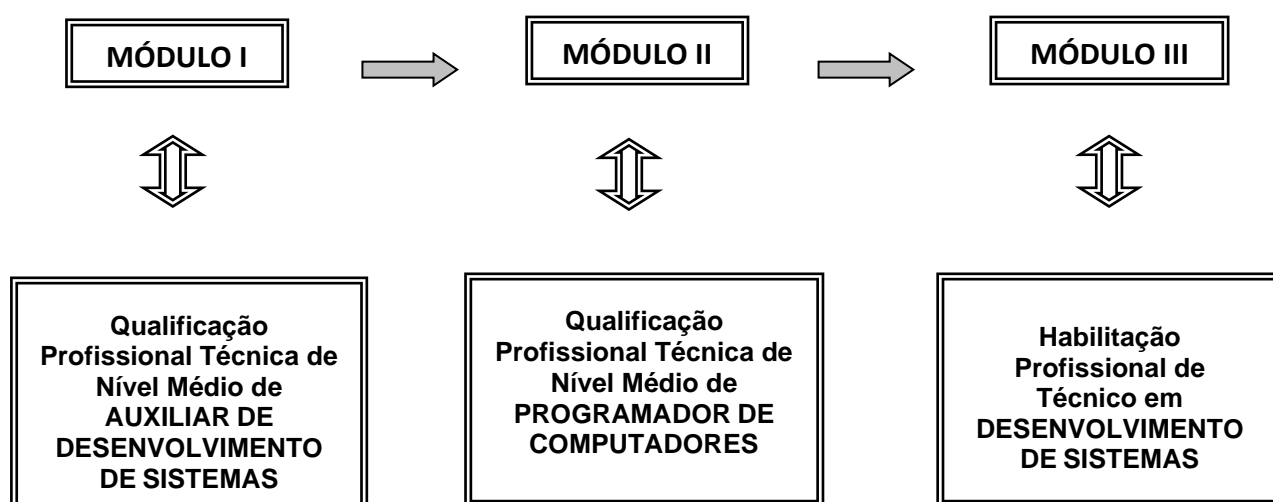 MÓDULO I
MÓDULO II
MÓDULO III
Qualificação
Profissional Técnica de
Nível Médio de
AUXILIAR DE
DESENVOLVIMENTO
DE SISTEMAS
Qualificação
Profissional Técnica de
Nível Médio de
PROGRAMADOR DE
COMPUTADORES
Habilitação
Profissional de
Técnico em
DESENVOLVIMENTO
DE SISTEMAS